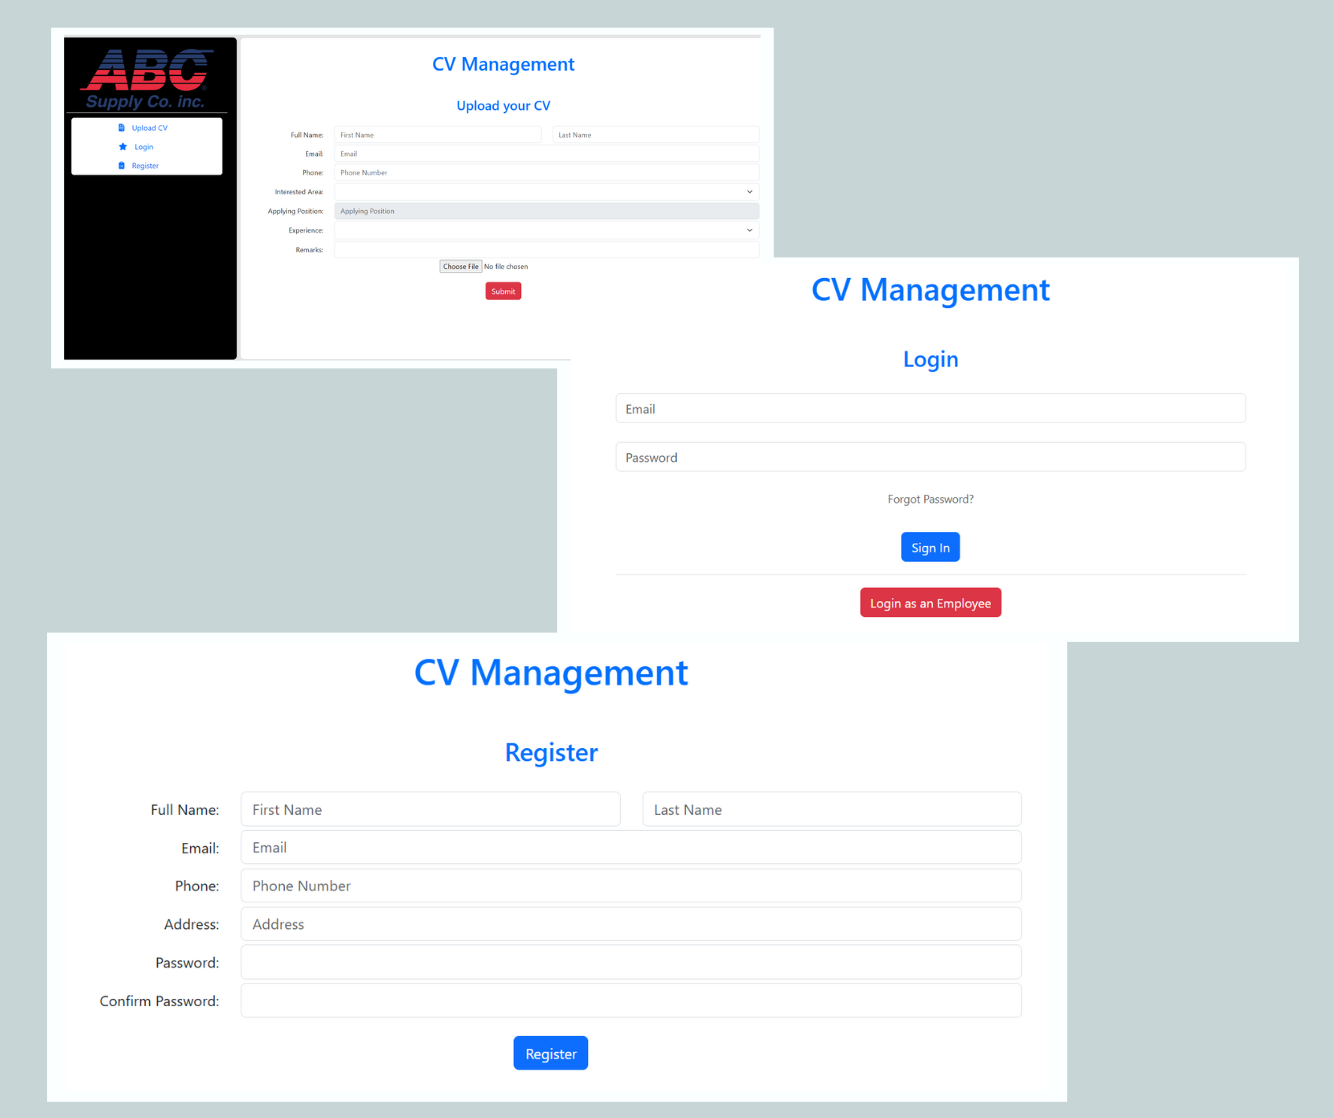 ABC
Supply Co. inc.
Upload CV
Login
Register
CV Management
Upload your CV
Full Name: First Name Last Name
Email: Email
Phone: Phone Number
Interested Area:
Applying Position: Applying Position
Experience:
Remarks:
Choose File No file chosen
Submit
CV Management
Login
Email
Password
Forgot Password?
Sign In
Login as an Employee
CV Management
Register
Full Name: First Name Last Name
Email: Email
Phone: Phone Number
Address: Address
Password:
Confirm Password:
Register